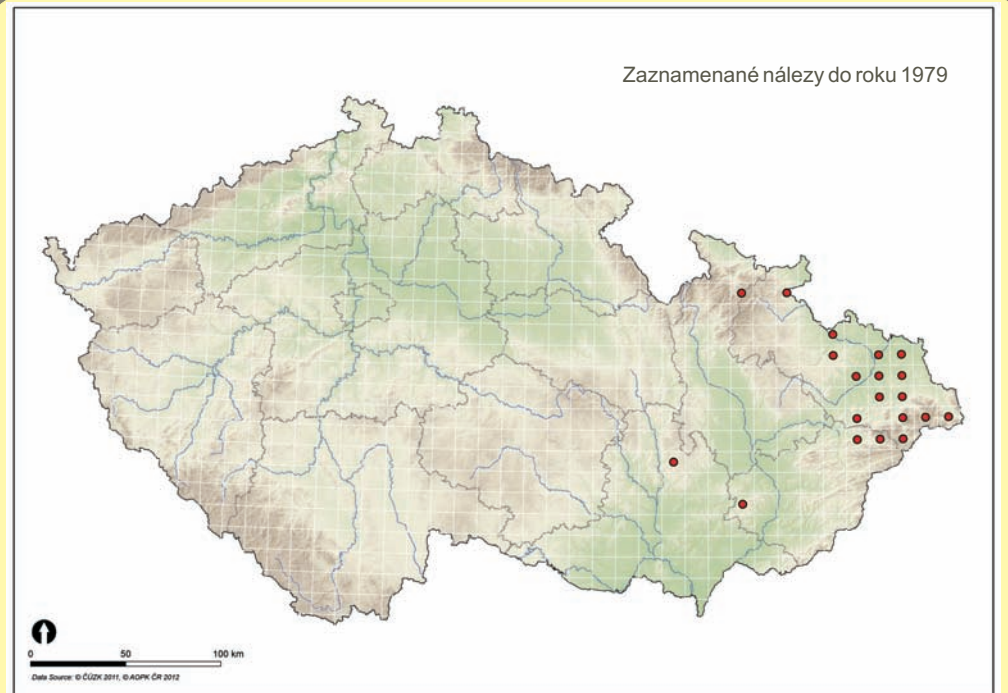 Zaznamenané nálezy do roku 1979
0 50 100 km
Data Source: © ČÚZK 2011, © AOPK ČR 2012